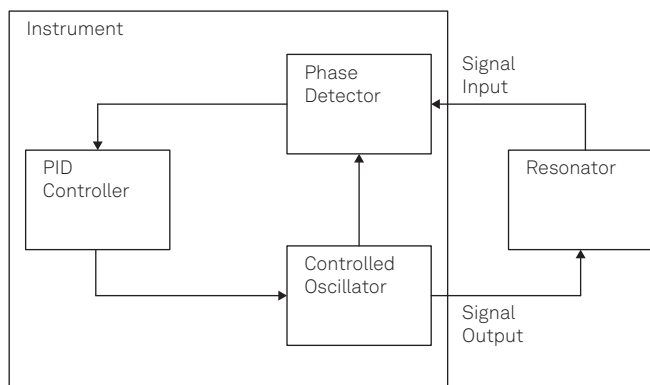 Instrument
Phase
Detector
Signal
Input
PID
Controller
Resonator
Controlled
Oscillator
Signal
Output